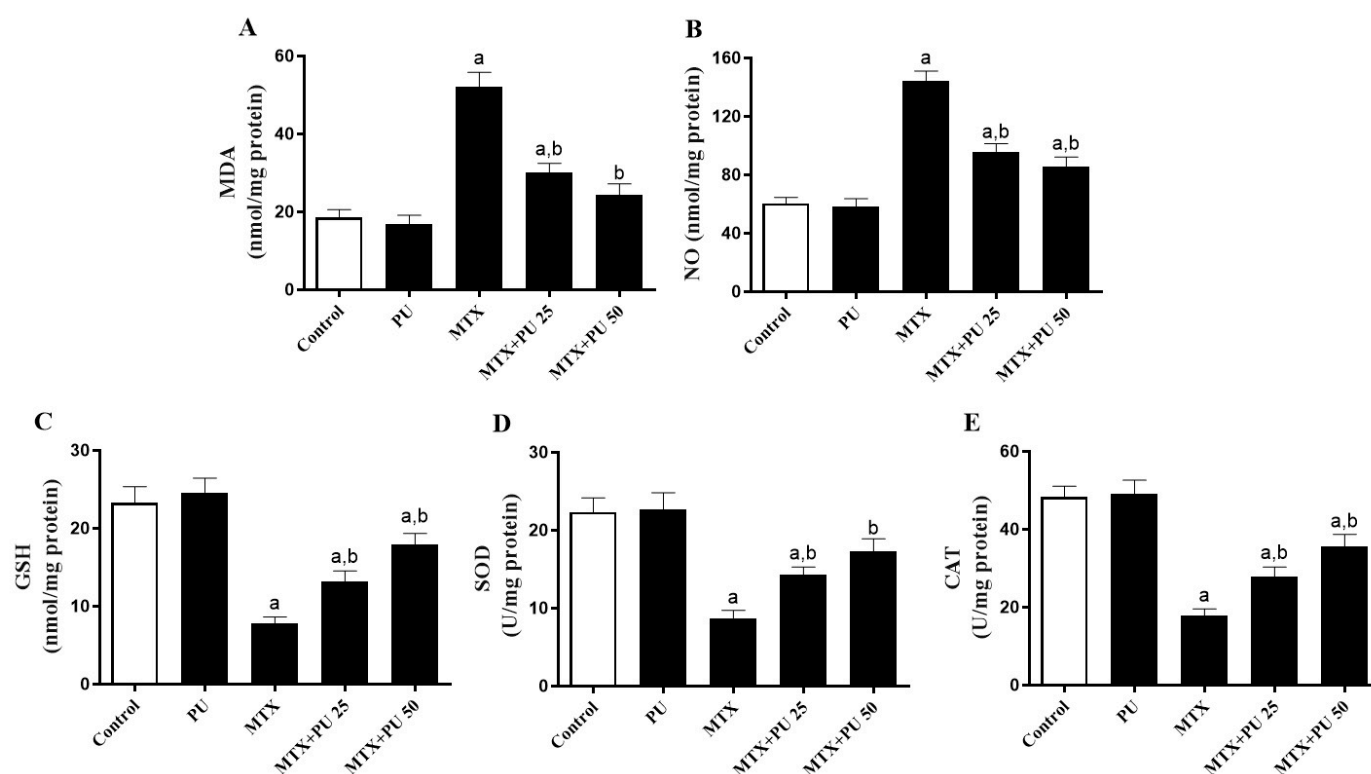 A
MDA
(nmol/mg protein)
60
40
20
0
a
a,b
b
Control
PU
MTX
MTX+PU 25
MTX+PU 50
B
NO (nmol/mg protein)
160
120
80
40
0
a
a,b
a,b
Control
PU
MTX
MTX+PU 25
MTX+PU 50
C
GSH
(nmol/mg protein)
30
20
10
0
a
a,b
a,b
Control
PU
MTX
MTX+PU 25
MTX+PU 50
D
SOD
(U/mg protein)
30
20
10
0
a
a,b
b
Control
PU
MTX
MTX+PU 25
MTX+PU 50
E
CAT
(U/mg protein)
60
40
20
0
a
a,b
a,b
Control
PU
MTX
MTX+PU 25
MTX+PU 50